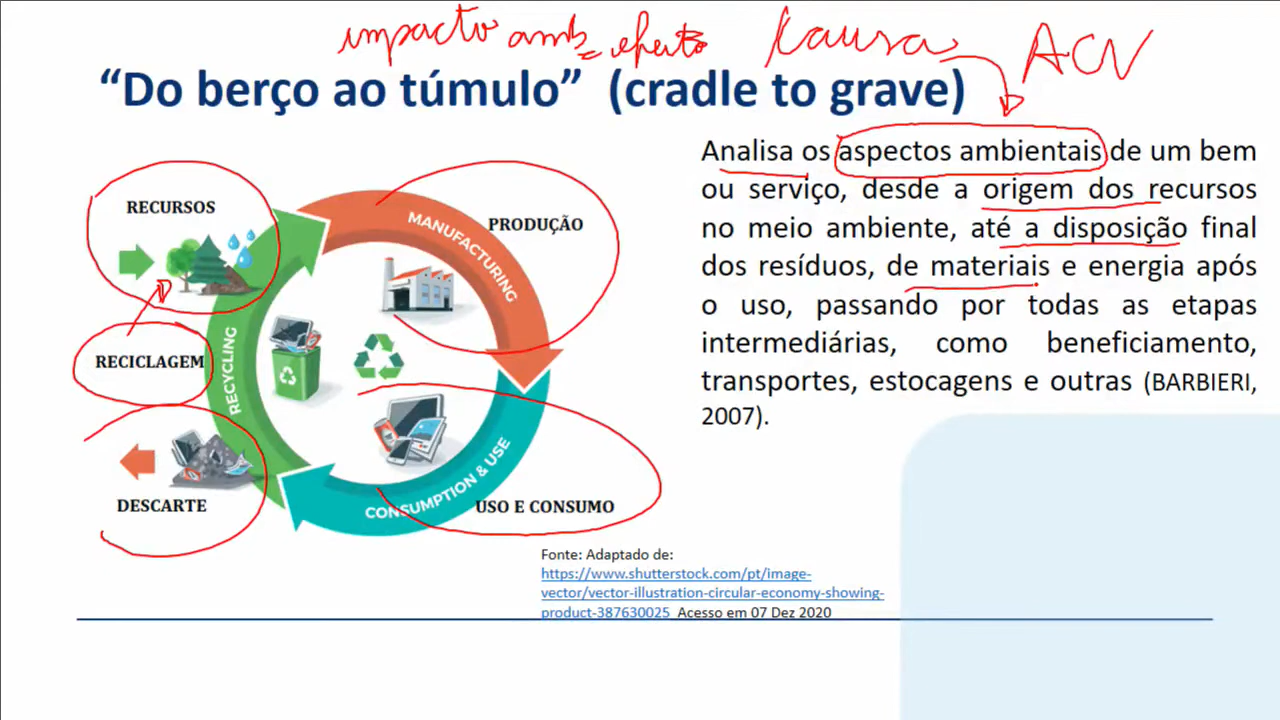 impacto amb = efeito causa ACV
“Do berço ao túmulo” (cradle to grave)
RECURSOS
MANUFACTURING
PRODUÇÃO
RECICLAGEM
RECYCLING
DESCARTE
CONSUMPTION & USE
USO E CONSUMO
Analisa os aspectos ambientais de um bem
ou serviço, desde a origem dos recursos
no meio ambiente, até a disposição final
dos resíduos, de materiais e energia após
o uso, passando por todas as etapas
intermediárias, como beneficiamento,
transportes, estocagens e outras (BARBIERI,
2007).
Fonte: Adaptado de:
https://www.shutterstock.com/pt/image-
vector/vector-illustration-circular-economy-showing-
product-387630025 Acesso em 07 Dez 2020